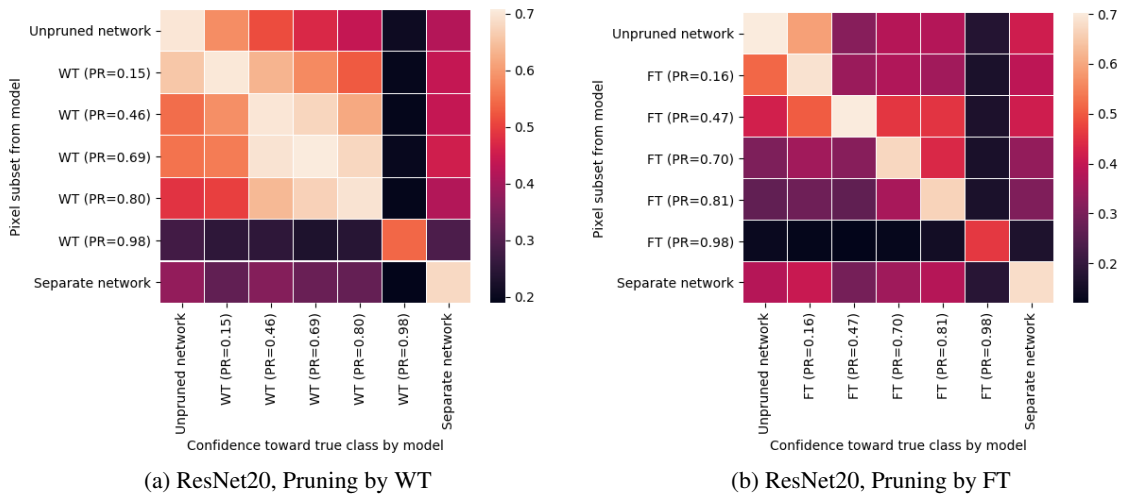 Pixel subset from model
Unpruned network
WT (PR=0.15)
WT (PR=0.46)
WT (PR=0.69)
WT (PR=0.80)
WT (PR=0.98)
Separate network
Unpruned network
WT (PR=0.15)
WT (PR=0.46)
WT (PR=0.69)
WT (PR=0.80)
WT (PR=0.98)
Separate network
Confidence toward true class by model
0.7
0.6
0.5
0.4
0.3
0.2
(a) ResNet20, Pruning by WT
Pixel subset from model
Unpruned network
FT (PR=0.16)
FT (PR=0.47)
FT (PR=0.70)
FT (PR=0.81)
FT (PR=0.98)
Separate network
Unpruned network
FT (PR=0.16)
FT (PR=0.47)
FT (PR=0.70)
FT (PR=0.81)
FT (PR=0.98)
Separate network
Confidence toward true class by model
0.7
0.6
0.5
0.4
0.3
0.2
(b) ResNet20, Pruning by FT